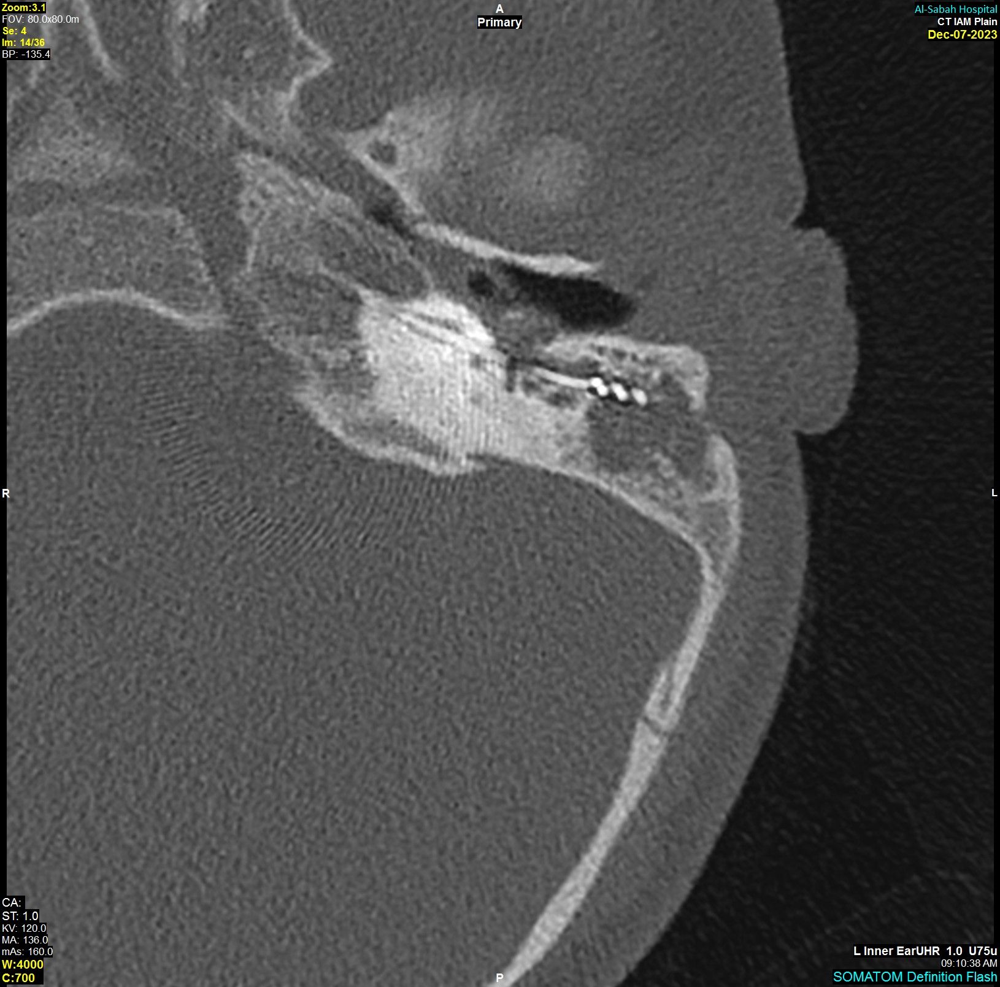 Zoom:3.1
FOV: 80.0x80.0m
Se: 4
Im: 14/36
BP: -135.4
A
Primary
Al-Sabah Hospital
CT IAM Plain
Dec-07-2023
R
L
CA:
ST: 1.0
KV: 120.0
MA: 136.0
mAs: 160.0
W:4000
C:700
P
L Inner EarUHR 1.0 U75u
09:10:38 AM
SOMATOM Definition Flash